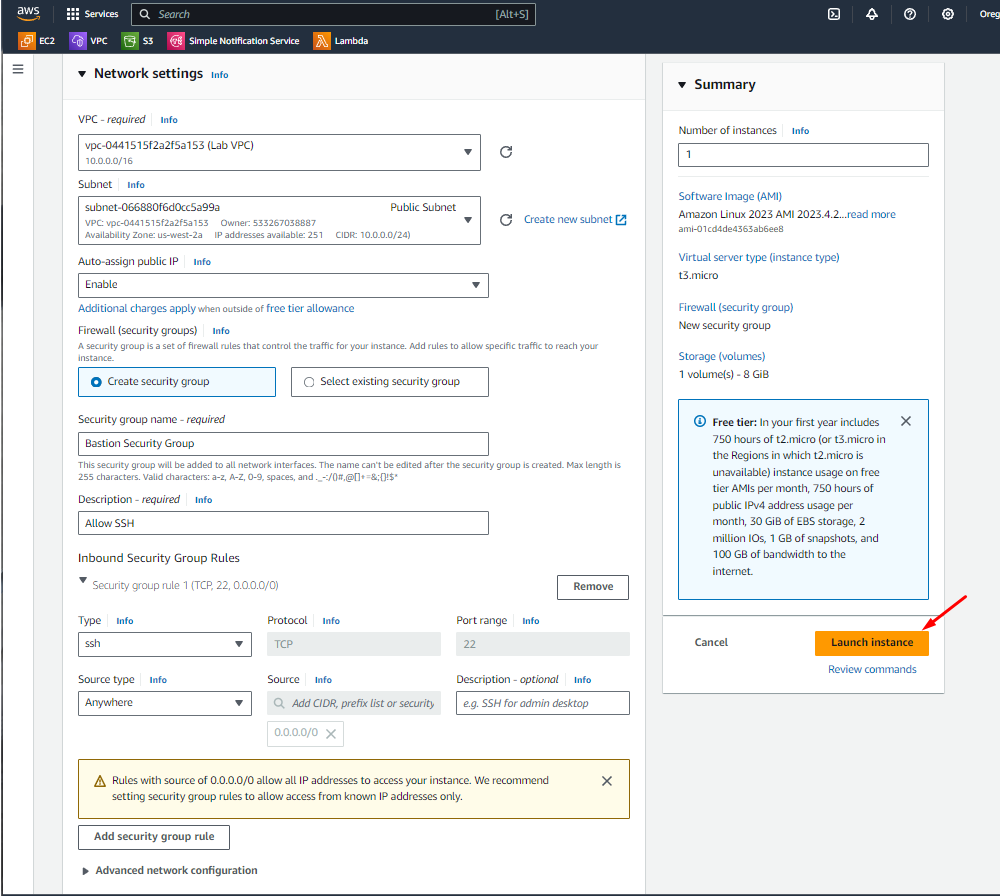 aws
Services
Search
[Alt+S]
Oreg
EC2
VPC
S3
Simple Notification Service
Lambda
Network settings Info
VPC - required Info
vpc-0441515f2a2f5a153 (Lab VPC)
10.0.0.0/16
Subnet Info
subnet-066880f6d0cc5a99a Public Subnet
VPC: vpc-0441515f2a2f5a153 Owner: 533267038887
Availability Zone: us-west-2a IP addresses available: 251 CIDR: 10.0.0.0/24)
Create new subnet
Auto-assign public IP Info
Enable
Additional charges apply when outside of free tier allowance
Firewall (security groups) Info
A security group is a set of firewall rules that control the traffic for your instance. Add rules to allow specific traffic to reach your
instance.
Create security group
Select existing security group
Security group name - required
Bastion Security Group
This security group will be added to all network interfaces. The name can't be edited after the security group is created. Max length is
255 characters. Valid characters: a-z, A-Z, 0-9, spaces, and ._-:/()#,@[]+=&;{}!$*
Description - required Info
Allow SSH
Inbound Security Group Rules
Security group rule 1 (TCP, 22, 0.0.0.0/0)
Remove
Type Info
Protocol Info
Port range Info
ssh
TCP
22
Source type Info
Source Info
Description - optional Info
Anywhere
Add CIDR, prefix list or security
e.g. SSH for admin desktop
0.0.0.0/0
Rules with source of 0.0.0.0/0 allow all IP addresses to access your instance. We recommend
setting security group rules to allow access from known IP addresses only.
Add security group rule
Advanced network configuration
Summary
Number of instances Info
1
Software Image (AMI)
Amazon Linux 2023 AMI 2023.4.2...read more
ami-01cd4de4363ab6ee8
Virtual server type (instance type)
t3.micro
Firewall (security group)
New security group
Storage (volumes)
1 volume(s) - 8 GiB
Free tier: In your first year includes
750 hours of t2.micro (or t3.micro in
the Regions in which t2.micro is
unavailable) instance usage on free
tier AMIs per month, 750 hours of
public IPv4 address usage per
month, 30 GiB of EBS storage, 2
million IOs, 1 GB of snapshots, and
100 GB of bandwidth to the
internet.
Cancel
Launch instance
Review commands